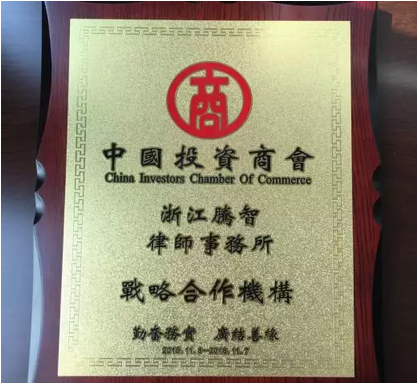 商
中國投資商會
China Investors Chamber Of Commerce
浙江騰智
律師事務所
戰略合作機構
勤奮務實 廣結善緣